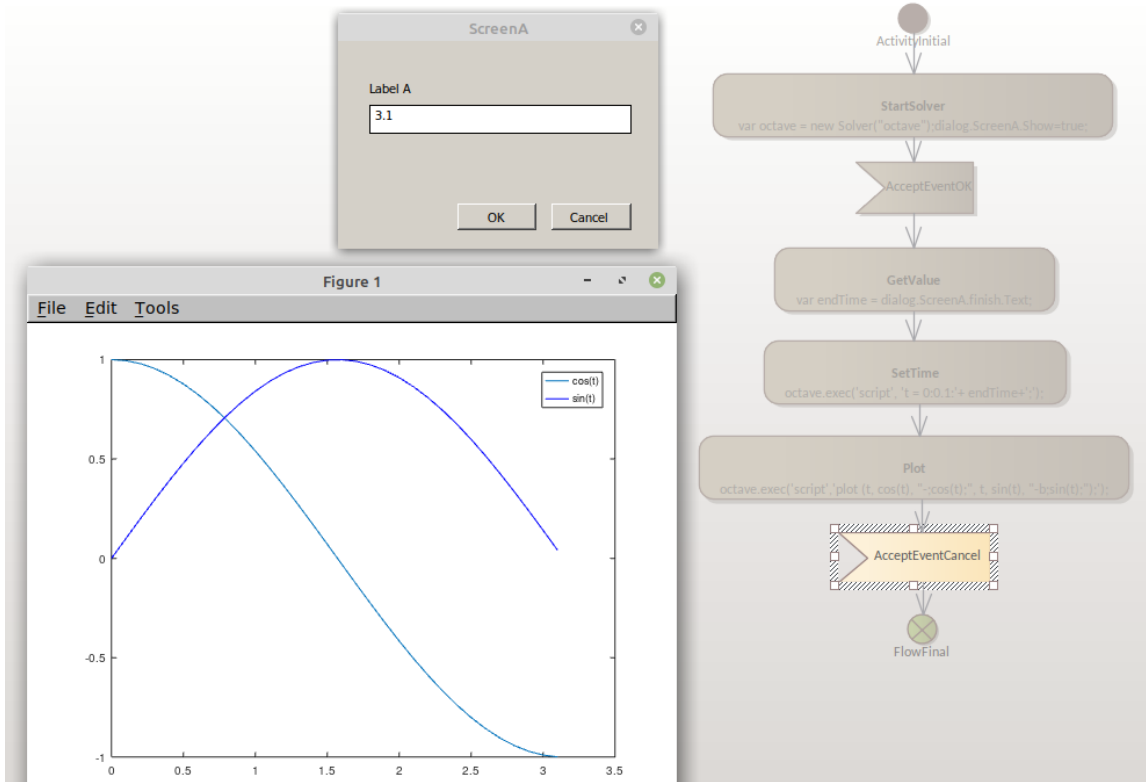 ScreenA
Label A
3.1
OK Cancel
Figure 1
File Edit Tools
cos(t)
sin(t)
1
0.5
0
-0.5
-1
0 0.5 1 1.5 2 2.5 3 3.5
ActivityInitial
StartSolver
var octave = new Solver("octave");dialog.ScreenA.Show=true;
AcceptEventOK
GetValue
var endTime = dialog.ScreenA.finish.Text;
SetTime
octave.exec('script', 't = 0:0.1:'+ endTime+';');
Plot
octave.exec('script','plot (t, cos(t), "-;cos(t);", t, sin(t), "-b;sin(t);");');
AcceptEventCancel
FlowFinal